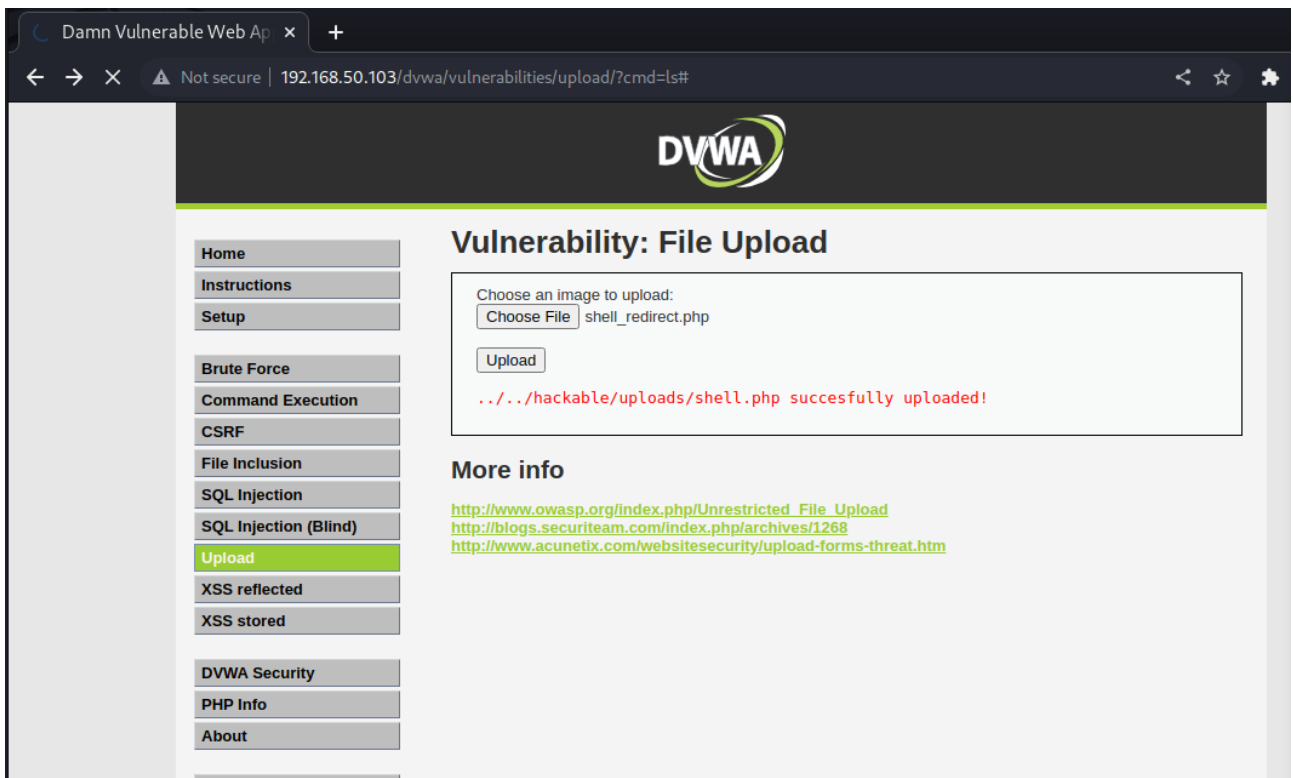 Damn Vulnerable Web Ap
Not secure | 192.168.50.103/dvwa/vulnerabilities/upload/?cmd=ls#
DVWA
Home
Instructions
Setup
Brute Force
Command Execution
CSRF
File Inclusion
SQL Injection
SQL Injection (Blind)
Upload
XSS reflected
XSS stored
DVWA Security
PHP Info
About
Vulnerability: File Upload
Choose an image to upload:
Choose File shell_redirect.php
Upload
../../hackable/uploads/shell.php succesfully uploaded!
More info
http://www.owasp.org/index.php/Unrestricted_File_Upload
http://blogs.securiteam.com/index.php/archives/1268
http://www.acunetix.com/websitesecurity/upload-forms-threat.htm